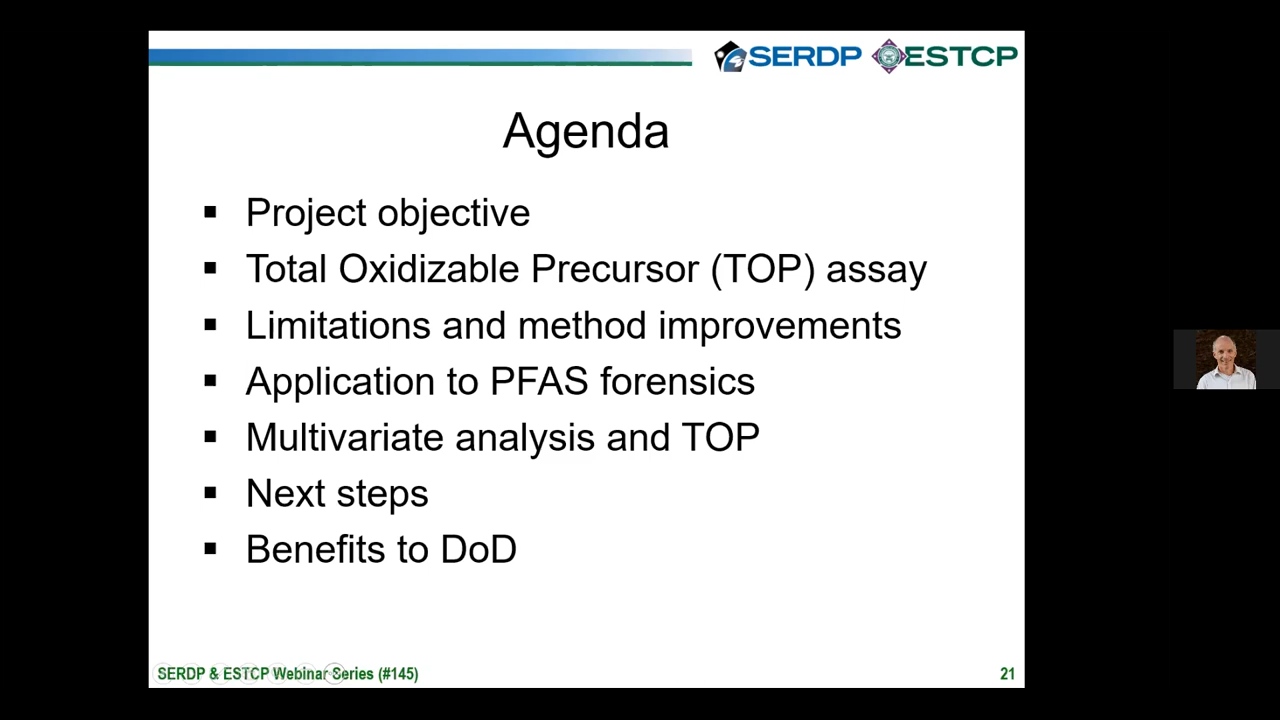 SERDP ESTCP
Agenda
▪ Project objective
▪ Total Oxidizable Precursor (TOP) assay
▪ Limitations and method improvements
▪ Application to PFAS forensics
▪ Multivariate analysis and TOP
▪ Next steps
▪ Benefits to DoD
SERDP & ESTCP Webinar Series (#145) 21